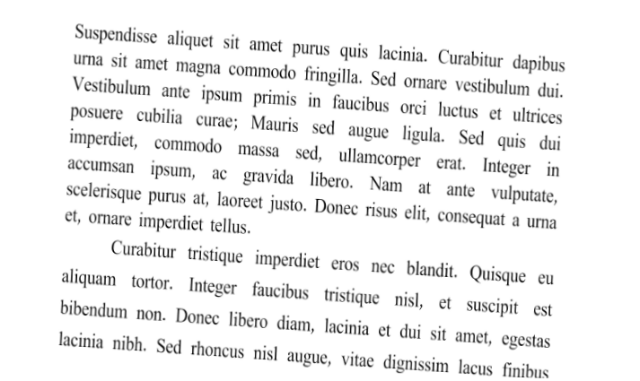 Suspendisse aliquet sit amet purus quis lacinia. Curabitur dapibus
urna sit amet magna commodo fringilla. Sed ornare vestibulum dui.
Vestibulum ante ipsum primis in faucibus orci luctus et ultrices
posuere cubilia curae; Mauris sed augue ligula. Sed quis dui
imperdiet, commodo massa sed, ullamcorper erat. Integer in
accumsan ipsum, ac gravida libero. Nam at ante vulputate,
scelerisque purus at, laoreet justo. Donec risus elit, consequat a urna
et, ornare imperdiet tellus.
Curabitur tristique imperdiet eros nec blandit. Quisque eu
aliquam tortor. Integer faucibus tristique nisl, et suscipit est
bibendum non. Donec libero diam, lacinia et dui sit amet, egestas
lacinia nibh. Sed rhoncus nisl augue, vitae dignissim lacus finibus